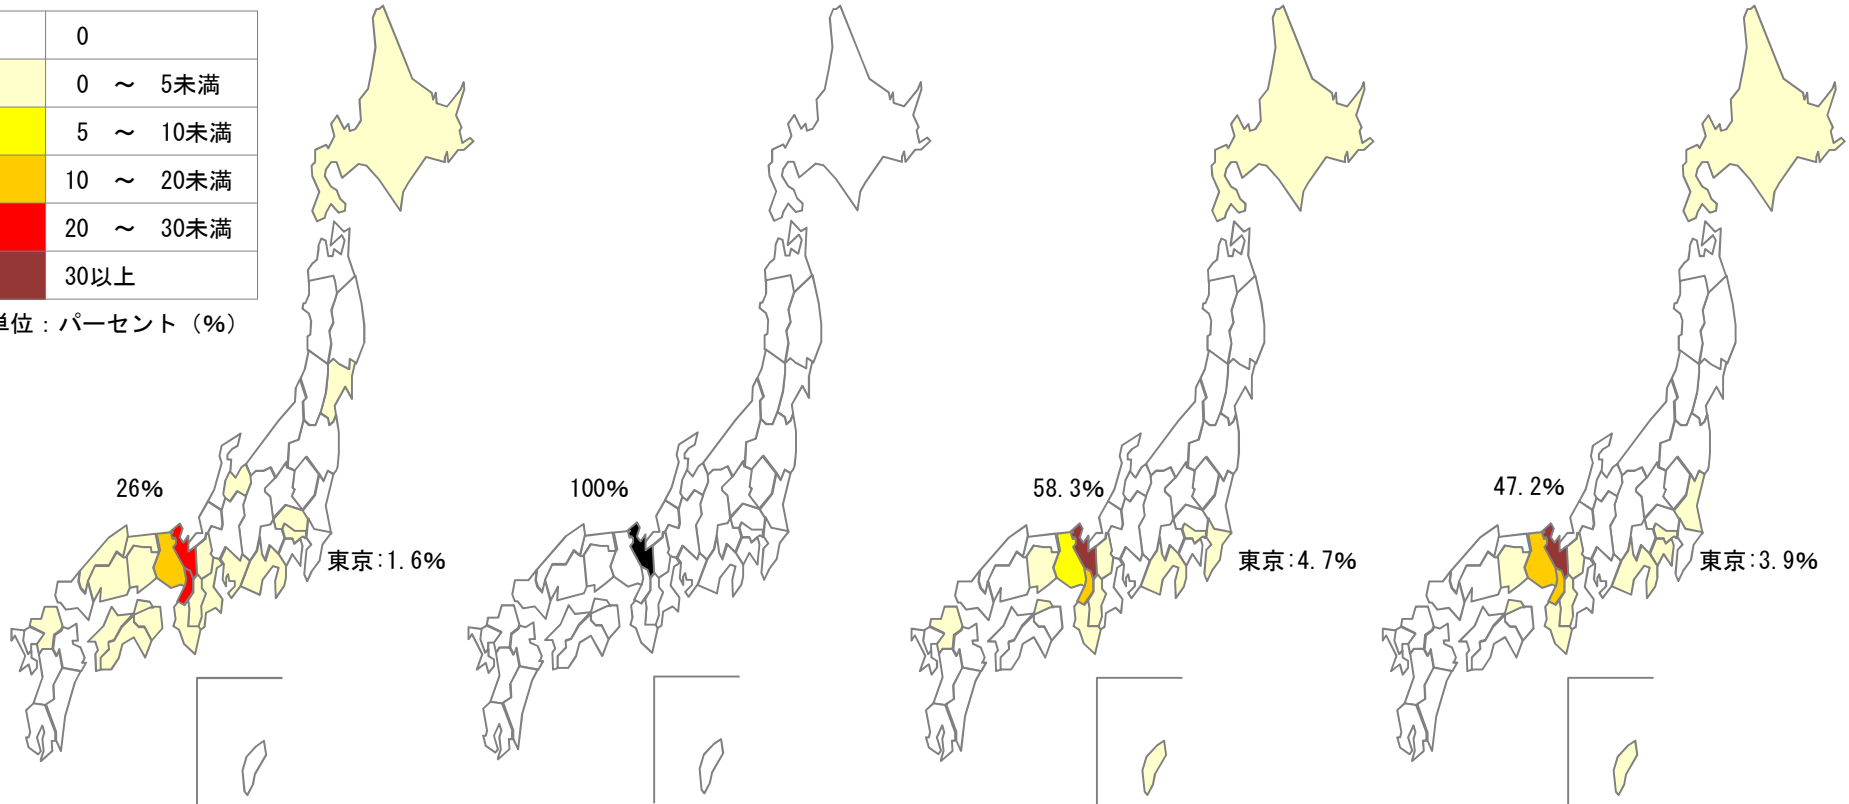 0
0 ～ 5未満
5 ～ 10未満
10 ～ 20未満
20 ～ 30未満
30以上
単位：パーセント（%）
26%
東京:1.6%
100%
58.3%
東京:4.7%
47.2%
東京:3.9%